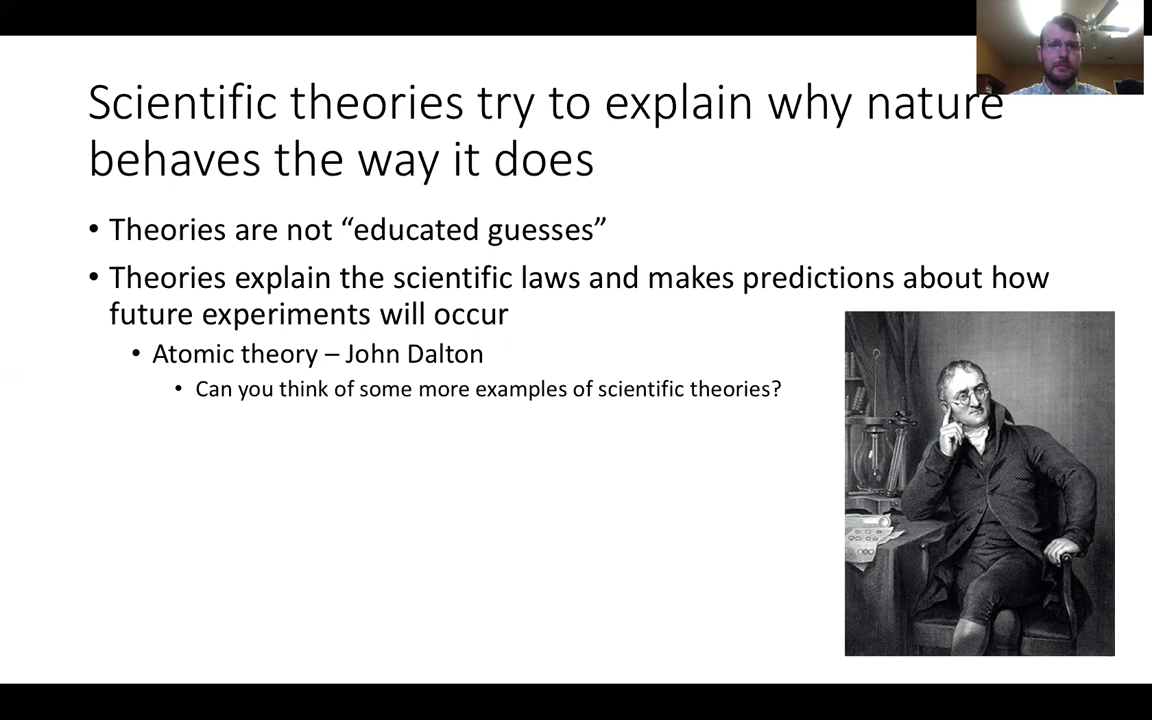 Scientific theories try to explain why nature
behaves the way it does
• Theories are not “educated guesses”
• Theories explain the scientific laws and makes predictions about how
future experiments will occur
• Atomic theory – John Dalton
• Can you think of some more examples of scientific theories?